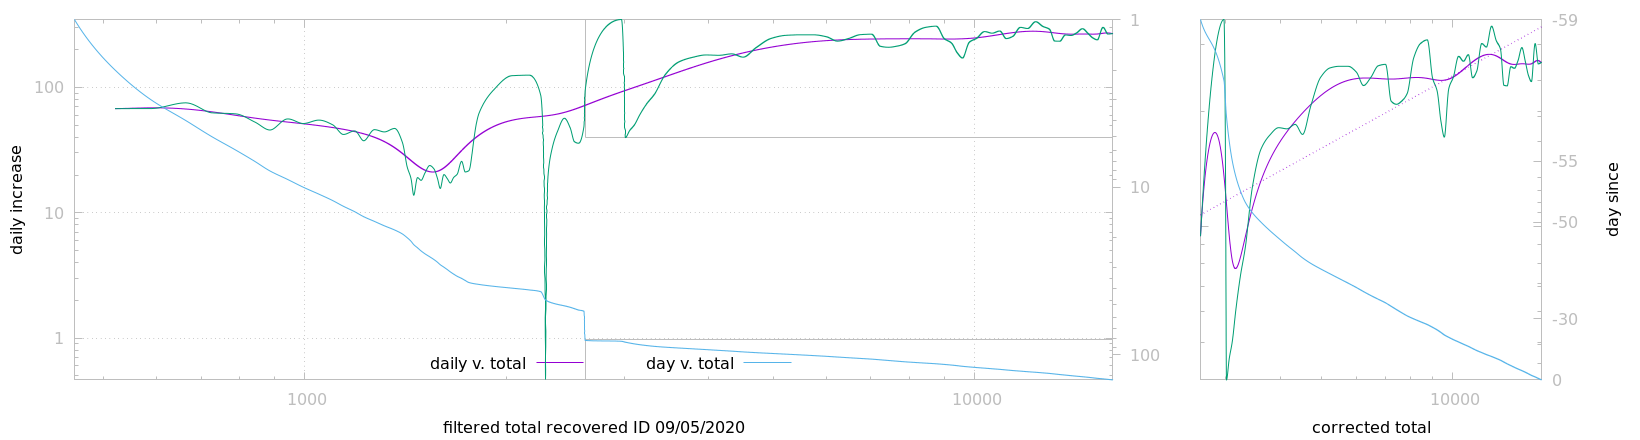 daily increase
100
10
1
1000
10000
1
10
100
daily v. total
day v. total
filtered total recovered ID 09/05/2020
-59
-55
-50
-30
0
day since
10000
corrected total